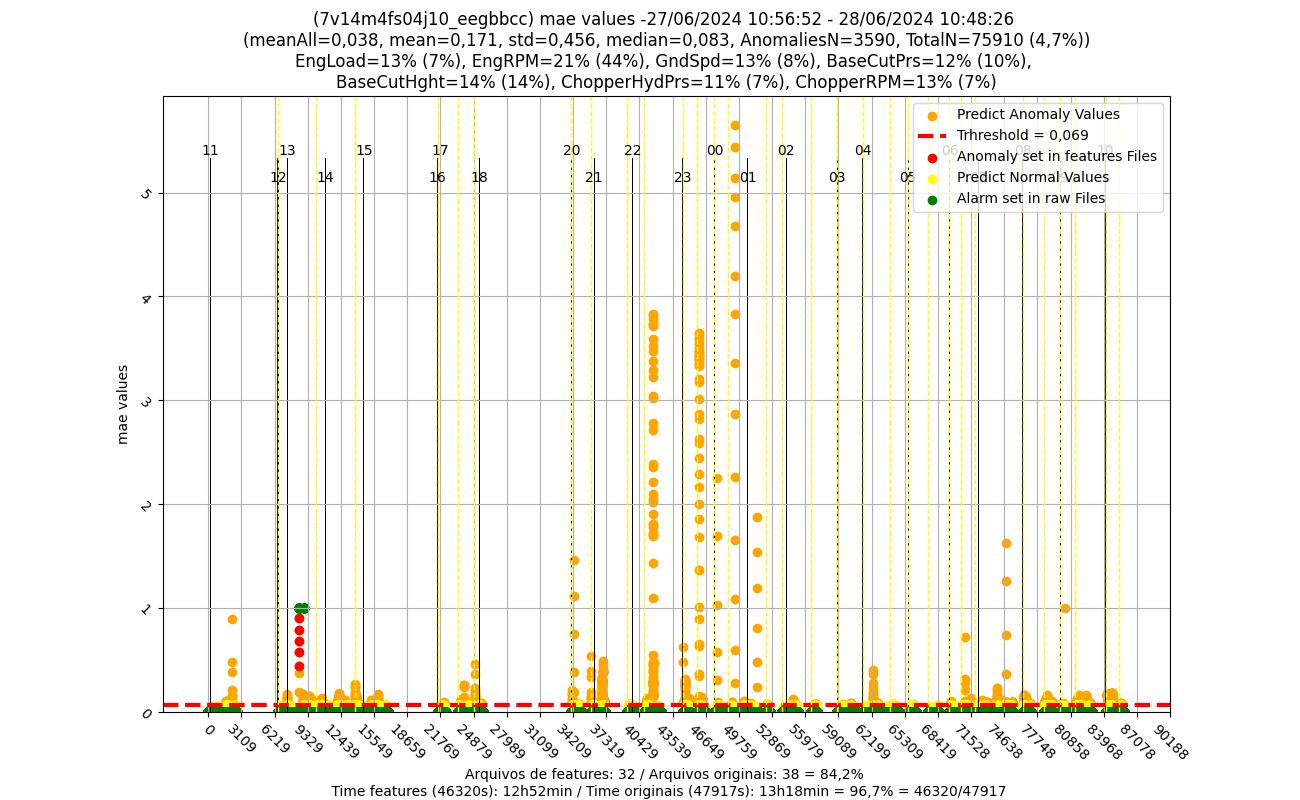 (7v14m4fs04j10_eegbbcc) mae values -27/06/2024 10:56:52 - 28/06/2024 10:48:26
(meanAll=0,038, mean=0,171, std=0,456, median=0,083, AnomaliesN=3590, TotalN=75910 (4,7%))
EngLoad=13% (7%), EngRPM=21% (44%), GndSpd=13% (8%), BaseCutPrs=12% (10%),
BaseCutHght=14% (14%), ChopperHydPrs=11% (7%), ChopperRPM=13% (7%)
Predict Anomaly Values
Trhreshold = 0,069
Anomaly set in features Files
Predict Normal Values
Alarm set in raw Files
11 13 15 17 20 22 00 02 04 06 08 10
12 14 16 18 21 23 01 03 05
mae values
5
4
3
2
1
0
0 3109 6219 9329 12439 15549 18659 21769 24879 27989 31099 34209 37319 40429 43539 46649 49759 52869 55979 59089 62199 65309 68419 71528 74638 77748 80858 83968 87078 90188
Arquivos de features: 32 / Arquivos originais: 38 = 84,2%
Time features (46320s): 12h52min / Time originais (47917s): 13h18min = 96,7% = 46320/47917